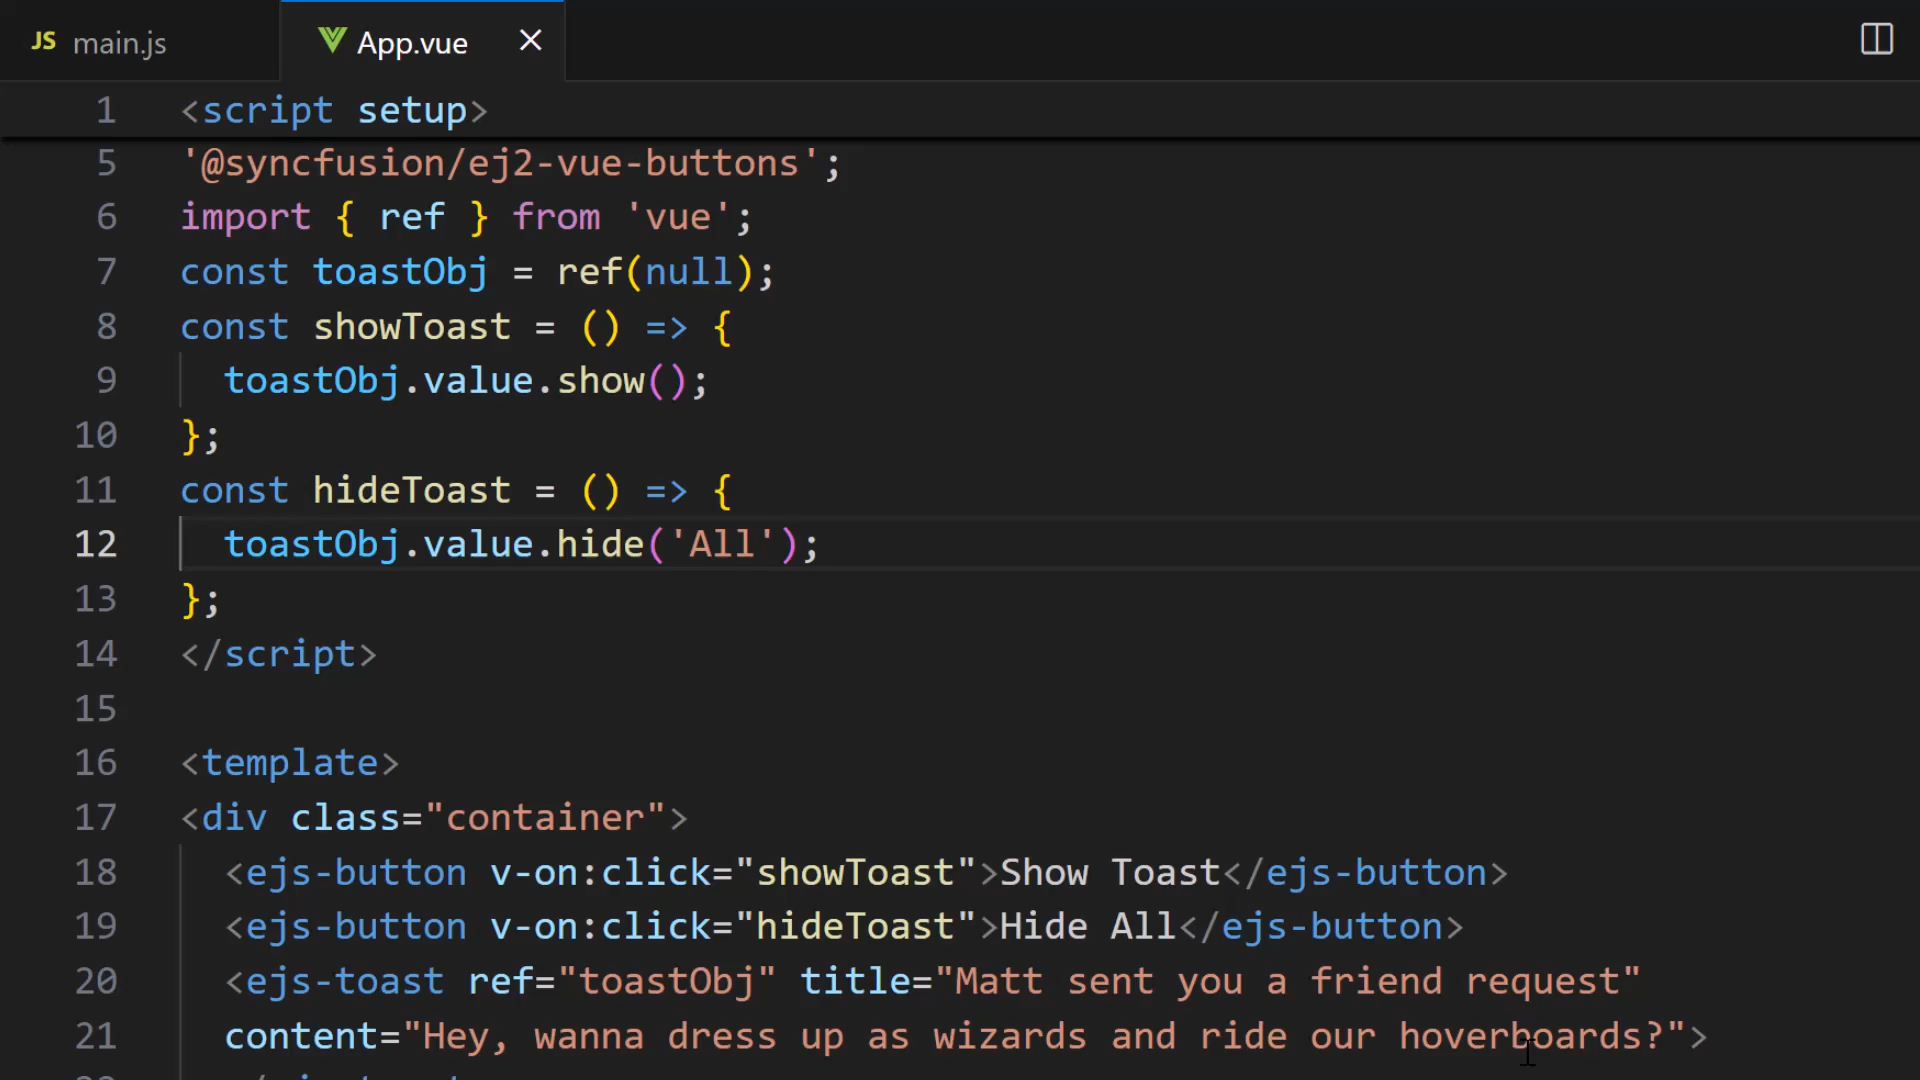 JS main.js App.vue
1 <script setup>
5 '@syncfusion/ej2-vue-buttons';
6 import { ref } from 'vue';
7 const toastObj = ref(null);
8 const showToast = () => {
9 toastObj.value.show();
10 };
11 const hideToast = () => {
12 toastObj.value.hide('All');
13 };
14 </script>
15
16 <template>
17 <div class="container">
18 <ejs-button v-on:click="showToast">Show Toast</ejs-button>
19 <ejs-button v-on:click="hideToast">Hide All</ejs-button>
20 <ejs-toast ref="toastObj" title="Matt sent you a friend request"
21 content="Hey, wanna dress up as wizards and ride our hoverboards?">